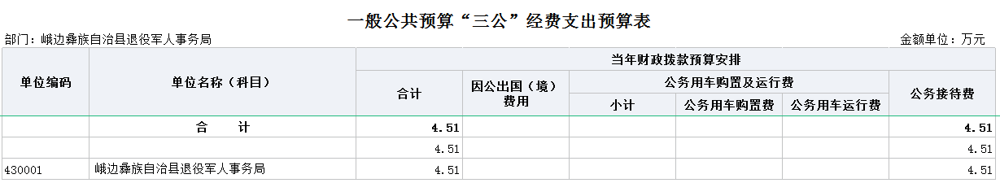 一般公共预算“三公”经费支出预算表
部门：峨边彝族自治县退役军人事务局 金额单位：万元
单位编码 单位名称（科目） 当年财政拨款预算安排
合计 因公出国（境）费用 公务用车购置及运行费 公务接待费
小计 公务用车购置费 公务用车运行费
合 计 4.51 4.51
4.51 4.51
430001 峨边彝族自治县退役军人事务局 4.51 4.51